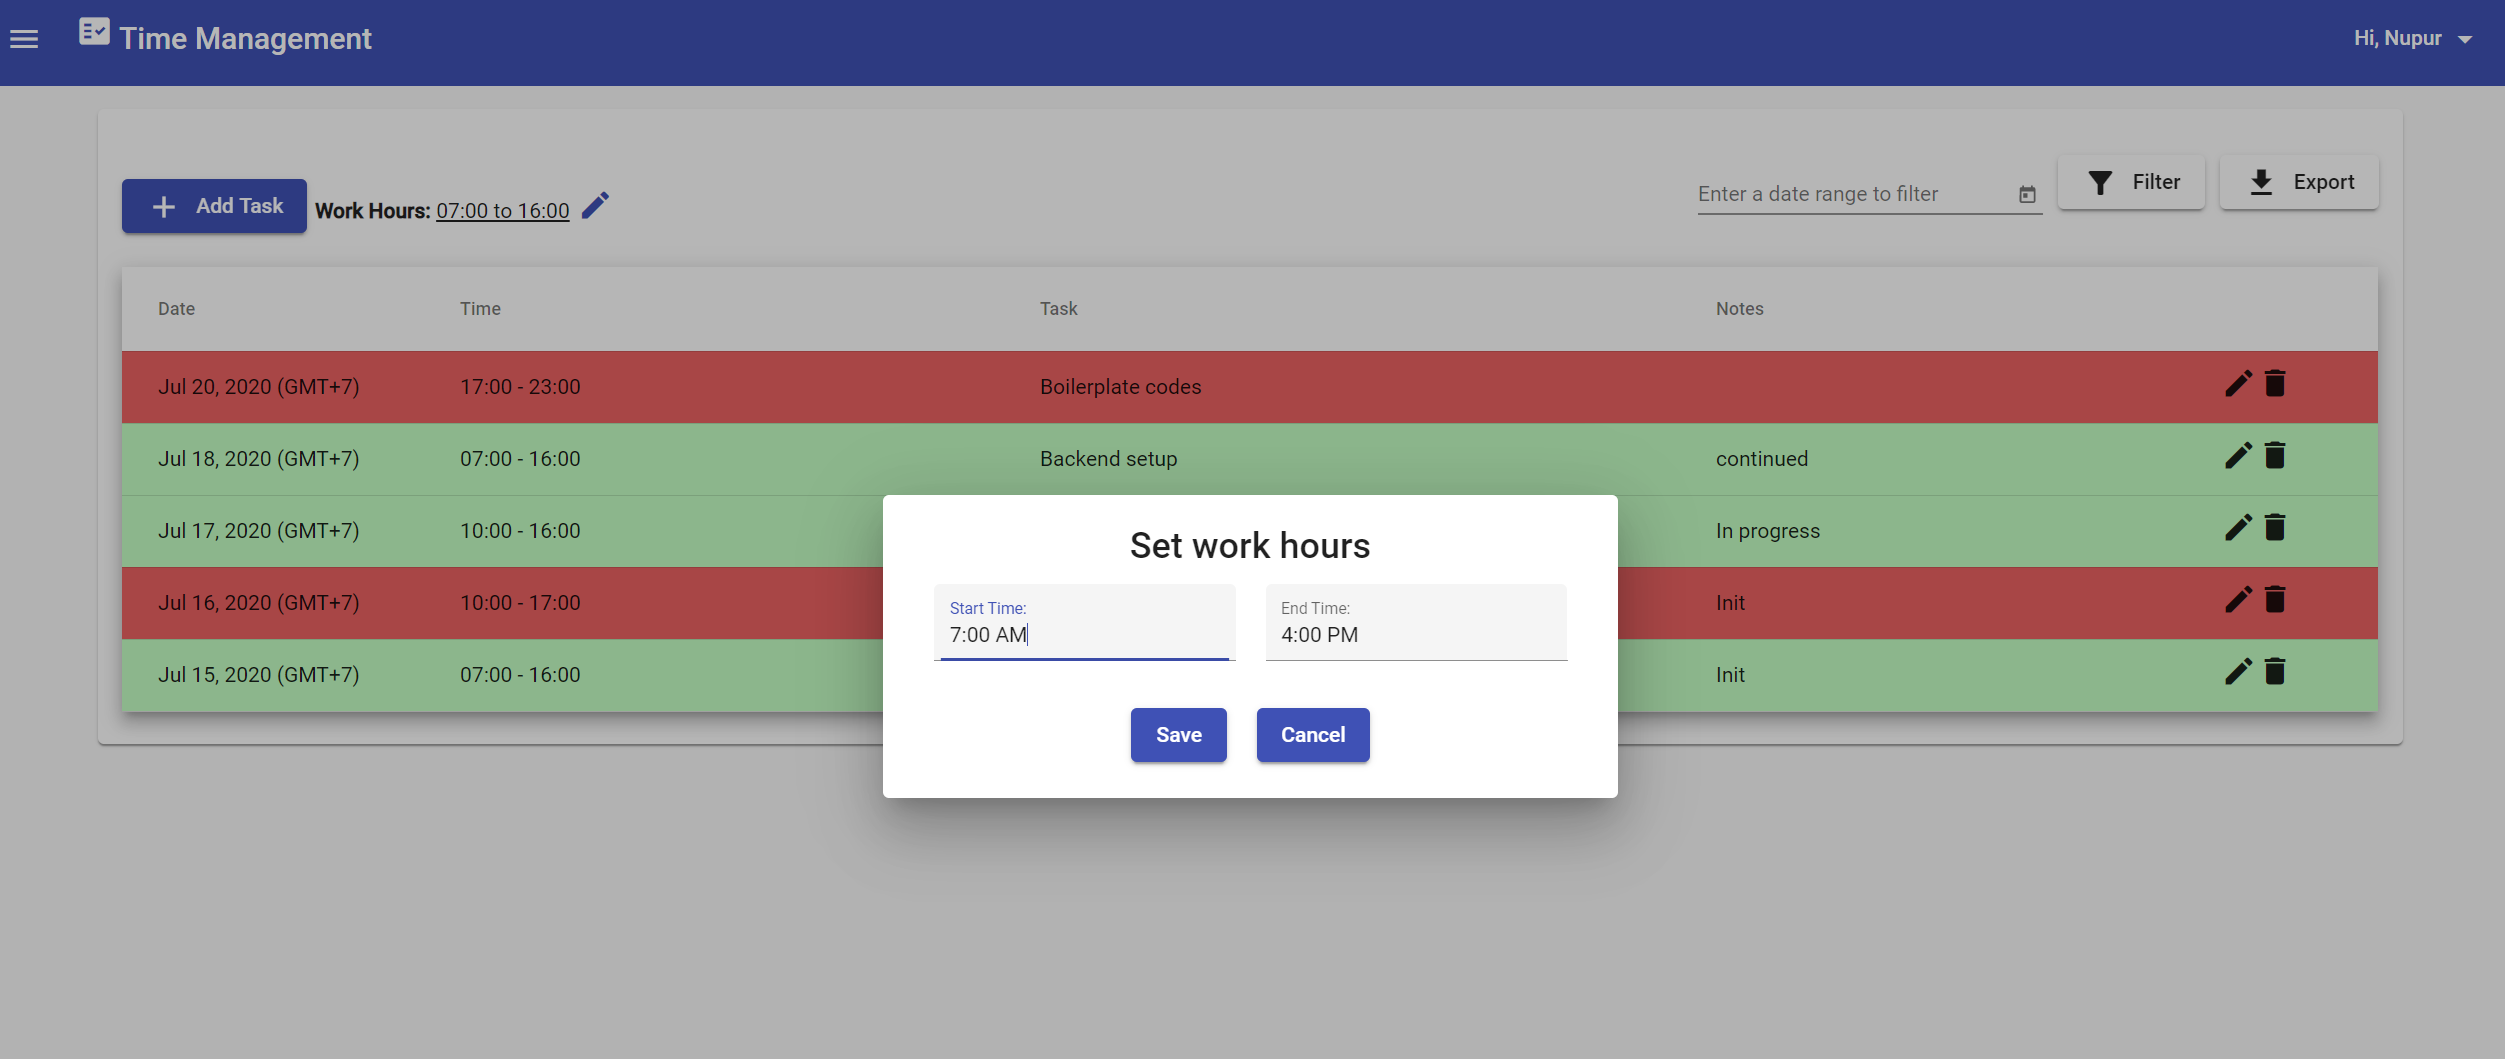 Time Management
Hi, Nupur
Add Task
Work Hours: 07:00 to 16:00
Enter a date range to filter
Filter
Export
Date Time Task Notes
Jul 20, 2020 (GMT+7) 17:00 - 23:00 Boilerplate codes
Jul 18, 2020 (GMT+7) 07:00 - 16:00 Backend setup continued
Jul 17, 2020 (GMT+7) 10:00 - 16:00 In progress
Jul 16, 2020 (GMT+7) 10:00 - 17:00 Init
Jul 15, 2020 (GMT+7) 07:00 - 16:00 Init
Set work hours
Start Time:
7:00 AM
End Time:
4:00 PM
Save
Cancel